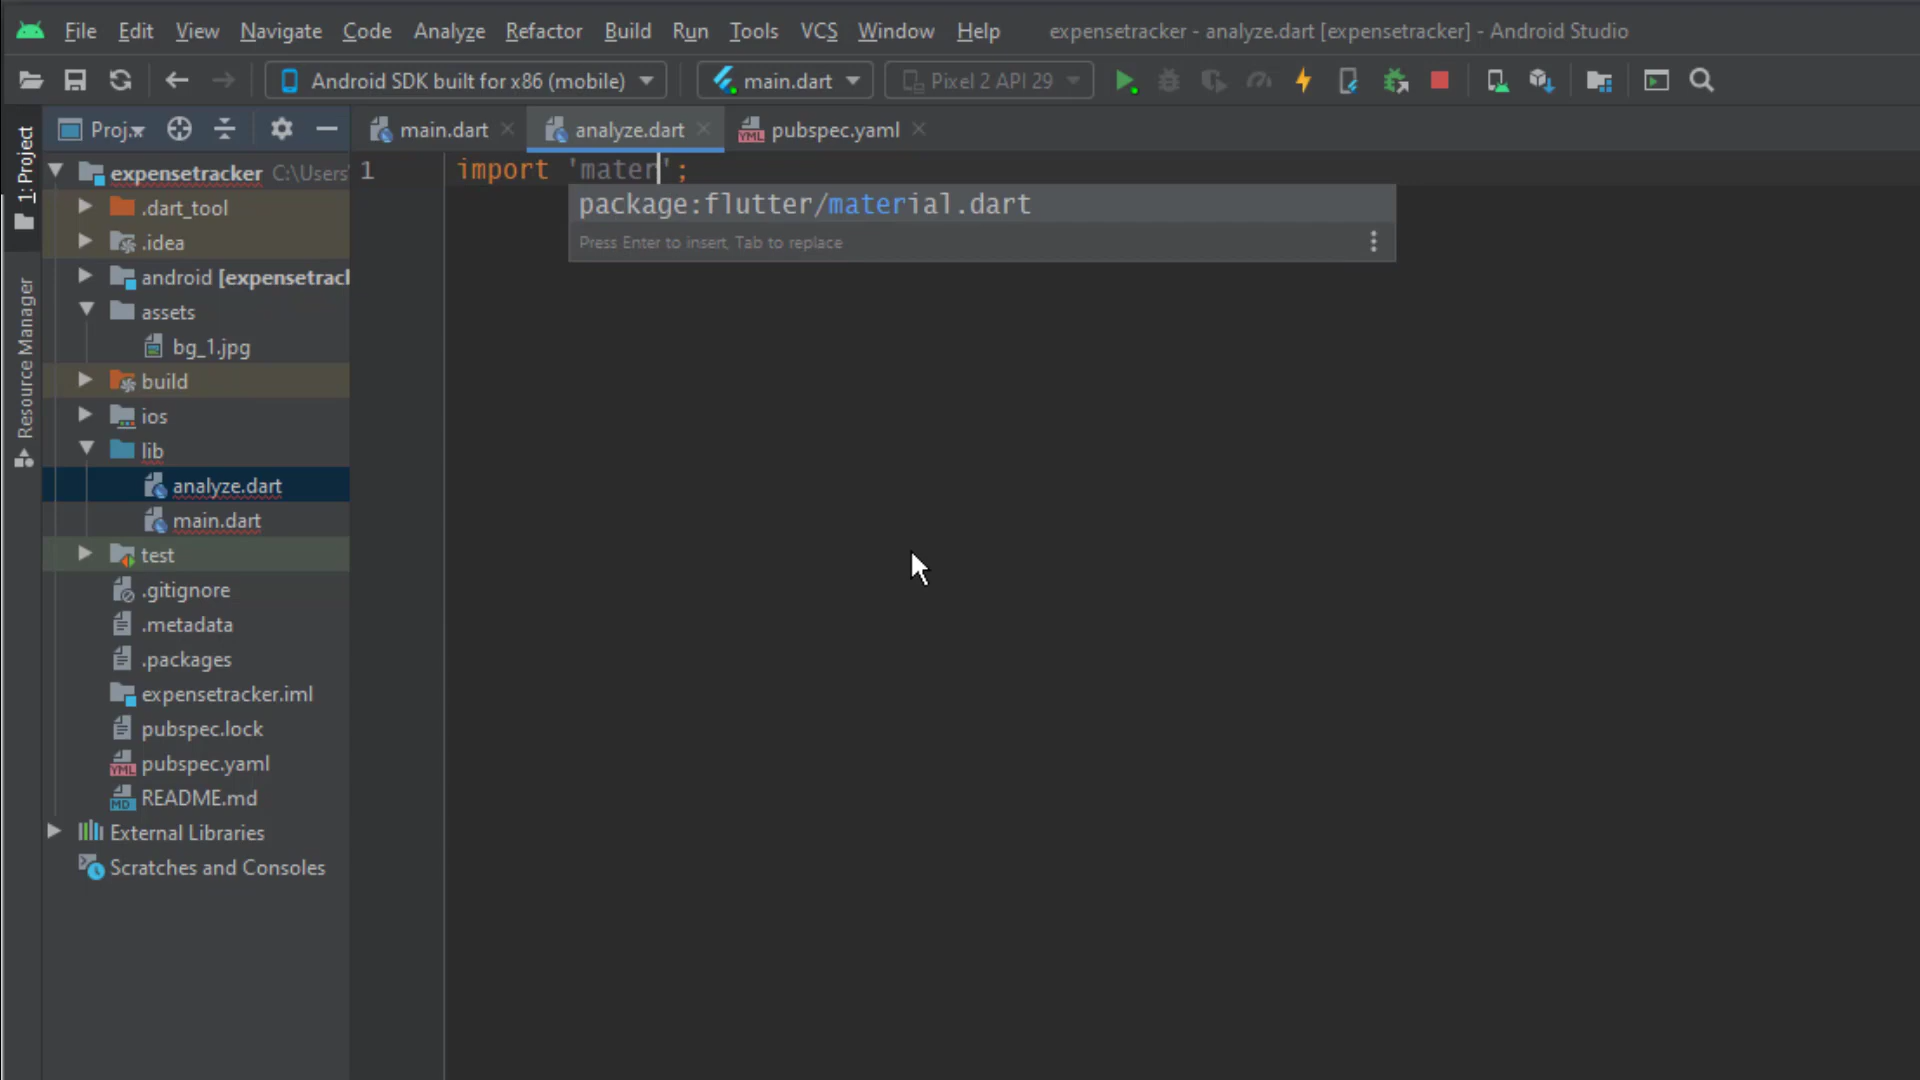 File Edit View Navigate Code Analyze Refactor Build Run Tools VCS Window Help expensetracker - analyze.dart [expensetracker] - Android Studio
Android SDK built for x86 (mobile) main.dart Pixel 2 API 29
1: Project
Resource Manager
Proj...
main.dart analyze.dart pubspec.yaml
expensetracker C:\Users
.dart_tool
.idea
android [expensetrac
assets
bg_1.jpg
build
ios
lib
analyze.dart
main.dart
test
.gitignore
.metadata
.packages
expensetracker.iml
pubspec.lock
pubspec.yaml
README.md
External Libraries
Scratches and Consoles
1 import 'mater';
package:flutter/material.dart
Press Enter to insert, Tab to replace